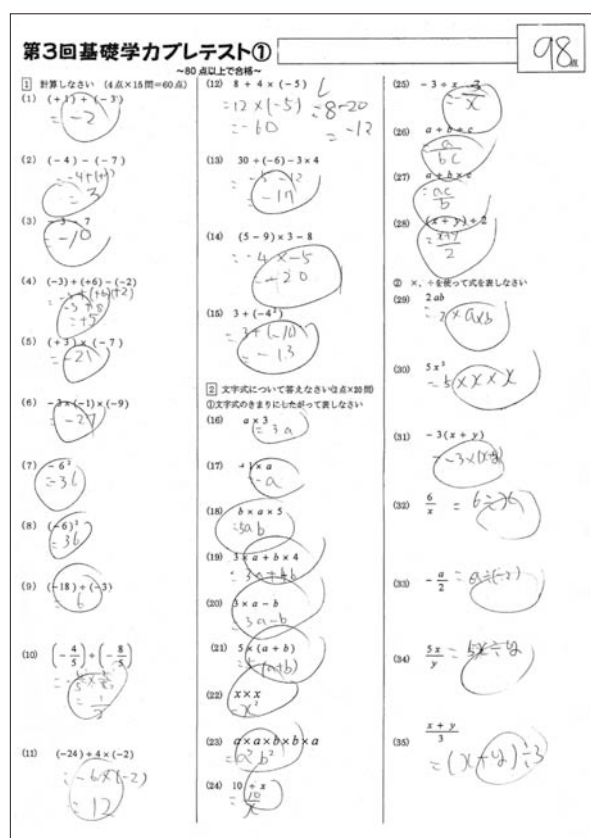 第3回基礎学力プレテスト①
98点
～80点以上で合格～
1 計算しなさい (4点×15問＝60点)
(1) (+1) + (-3)
= -2
(2) (-4) - (-7)
= -4+(+7)
= 3
(3) -3 - 7
= -10
(4) (-3) + (+6) - (-2)
= -3+(+6)(+2)
-3+8
= +5
(5) (+3) × (-7)
= -21
(6) -3×(-1)×(-9)
= -27
(7) -6²
= 36
(8) (-6)²
= 36
(9) (-18) ÷ (-3)
= 6
(10) (-4/5) ÷ (-8/5)
= 1/2
(11) (-24) ÷ 4 × (-2)
= -6×(-2)
= 12
(12) 8 + 4 × (-5)
= 12×(-5) = 8-20
= -60 = -12
(13) 30 ÷ (-6) - 3 × 4
= -5 -12
= -17
(14) (5 - 9) × 3 - 8
= -4 × -5
= +20
(15) 3 + (-4²)
= 3 + (-16)
= -13
2 文字式について答えなさい(2点×20問)
①文字式のきまりにしたがって表しなさい
(16) a × 3
= 3a
(17) -1 × a
-a
(18) b × a × 5
= 5ab
(19) 3 × a + b × 4
= 3a+4b
(20) 3 × a - b
= 3a-b
(21) 5 × (a + b)
= 5(a+b)
(22) x × x
= x²
(23) a × a × b × b × a
= a³b²
(24) 10 ÷ x
= 10/x
(25) -3 ÷ x
= -3/x
(26) a ÷ b ÷ c
= a/bc
(27) a ÷ b × c
= ac/b
(28) (x + y) ÷ 2
= x+y/2
② ×、÷を使って式を表しなさい
(29) 2ab
= 2×a×b
(30) 5x³
= 5×x×x×x
(31) -3(x + y)
= -3×(x+y)
(32) 6/x = 6÷x
(33) -a/2 = a÷(-2)
(34) 5x/y = 5x÷y
(35) x + y/3
= (x+y)÷3